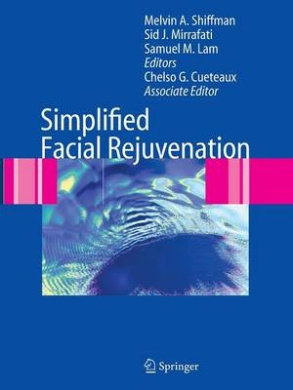 Melvin A. Shiffman
Sid J. Mirrafati
Samuel M. Lam
Editors
Chelso G. Cueteaux
Associate Editor
Simplified
Facial Rejuvenation
Springer